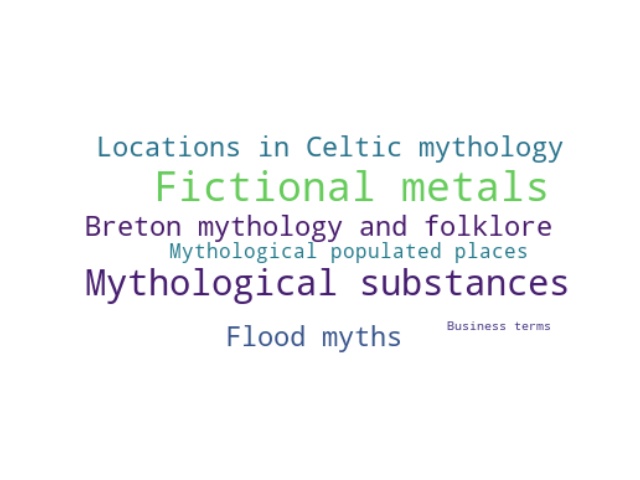 Locations in Celtic mythology
Fictional metals
Breton mythology and folklore
Mythological populated places
Mythological substances
Business terms
Flood myths